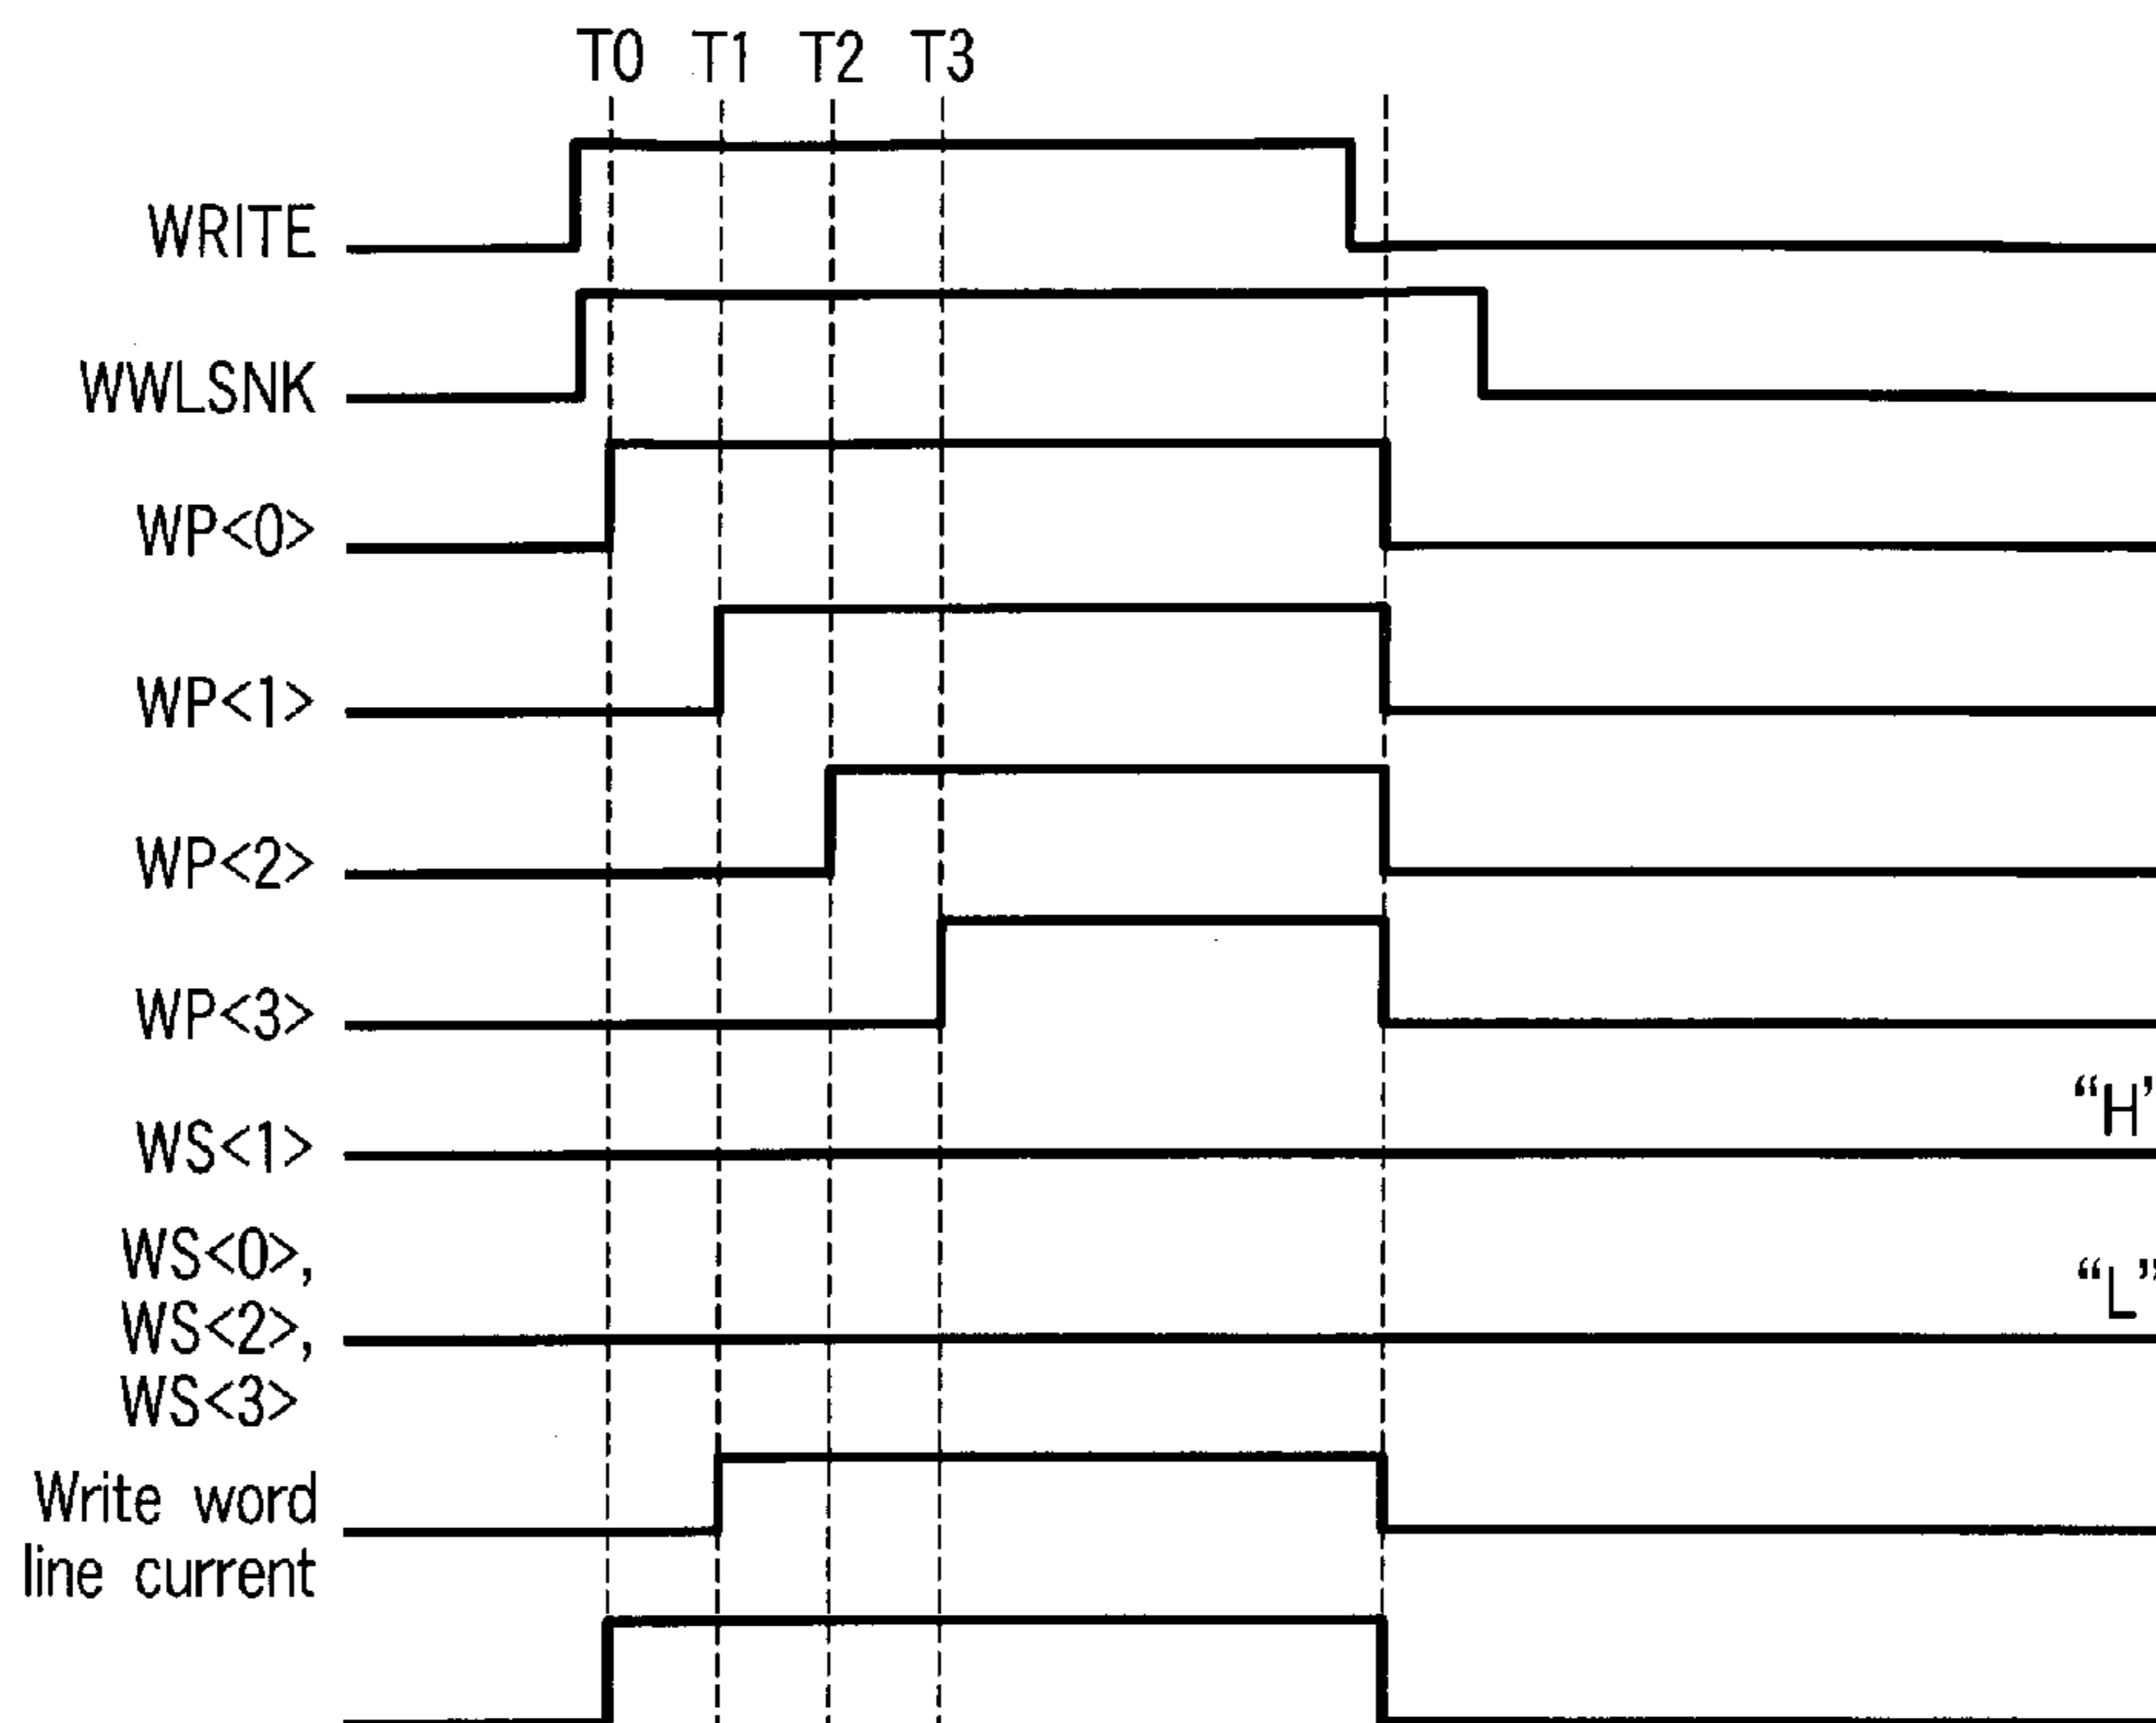 T0 T1 T2 T3
WRITE
WWLSNK
WP<0>
WP<1>
WP<2>
WP<3>
“H’
WS<1>
WS<0>,
“L”
WS<2>,
WS<3>
Write word
line current